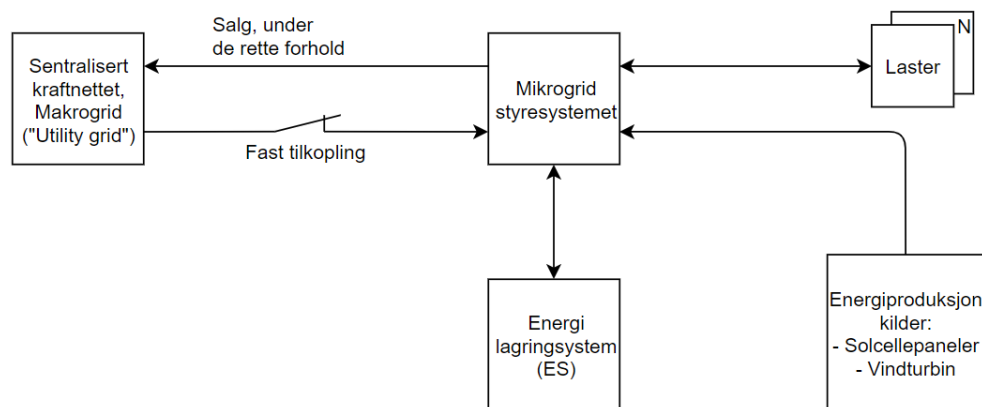 Salg, under
de rette forhold
Sentralisert
kraftnettet,
Makrogrid
("Utility grid")
Fast tilkopling
Mikrogrid
styresystemet
N
Laster
Energi
lagringsystem
(ES)
Energiproduksjon
kilder:
- Solcellepaneler
- Vindturbin